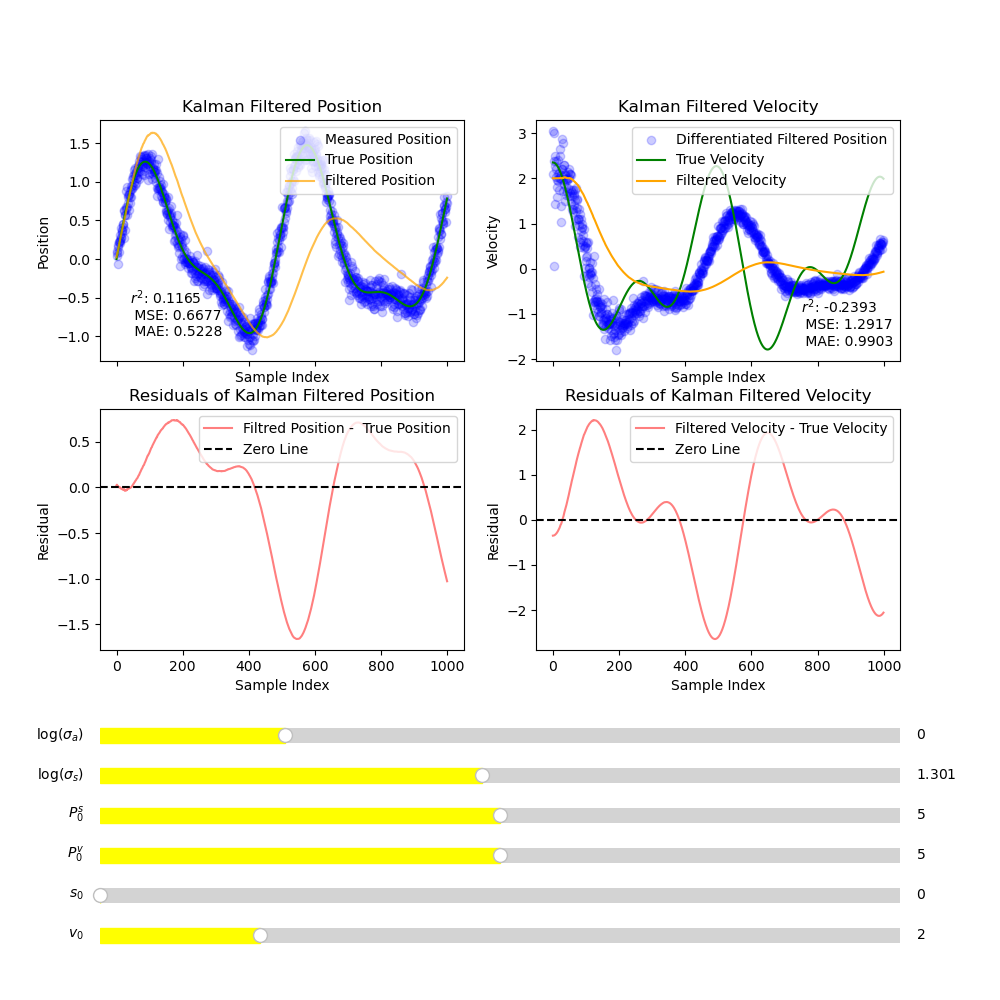 Kalman Filtered Position
Measured Position
True Position
Filtered Position
1.5
1.0
0.5
0.0
−0.5
−1.0
Position
r²: 0.1165
MSE: 0.6677
MAE: 0.5228
Sample Index
Kalman Filtered Velocity
Differentiated Filtered Position
True Velocity
Filtered Velocity
3
2
1
0
−1
−2
Velocity
r²: -0.2393
MSE: 1.2917
MAE: 0.9903
Sample Index
Residuals of Kalman Filtered Position
Filtred Position - True Position
Zero Line
0.5
0.0
−0.5
−1.0
−1.5
Residual
0 200 400 600 800 1000
Sample Index
Residuals of Kalman Filtered Velocity
Filtered Velocity - True Velocity
Zero Line
2
1
0
−1
−2
Residual
0 200 400 600 800 1000
Sample Index
log(σₐ) 0
log(σₛ) 1.301
P₀ˢ 5
P₀ᵛ 5
s₀ 0
v₀ 2